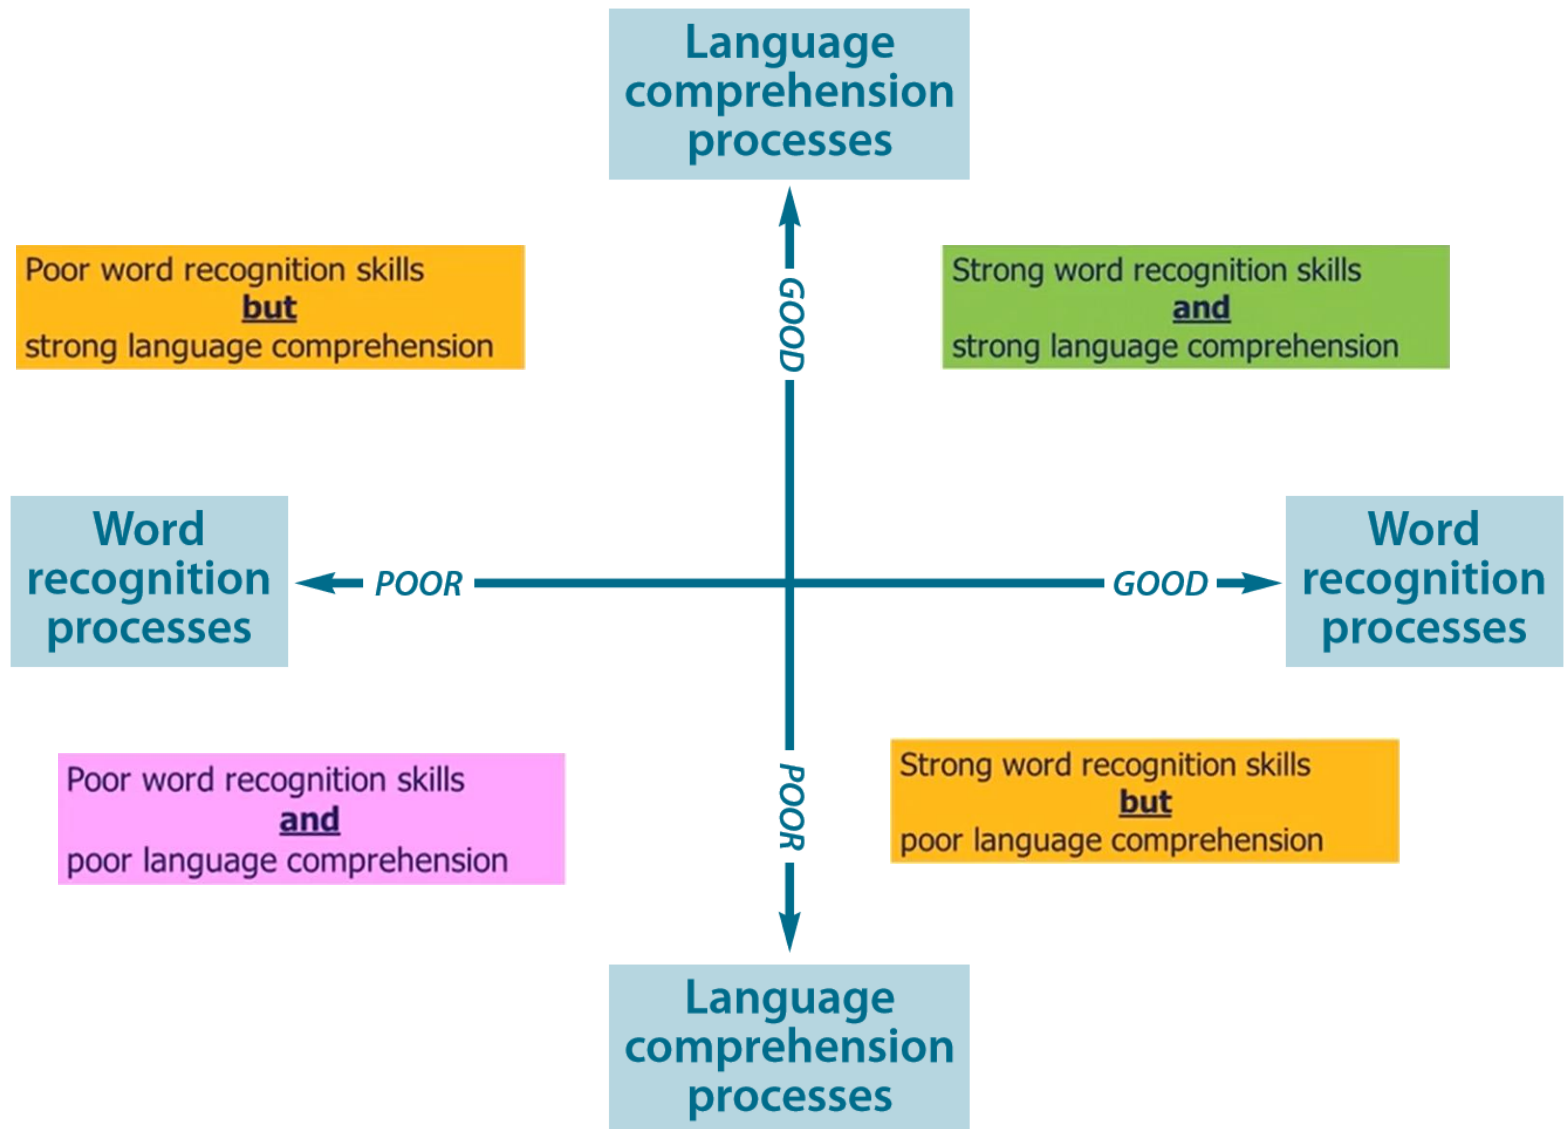 Language
comprehension
processes
GOOD
Poor word recognition skills
but
strong language comprehension
Strong word recognition skills
and
strong language comprehension
Word
recognition
processes
POOR
GOOD
Word
recognition
processes
Poor word recognition skills
and
poor language comprehension
POOR
Strong word recognition skills
but
poor language comprehension
Language
comprehension
processes